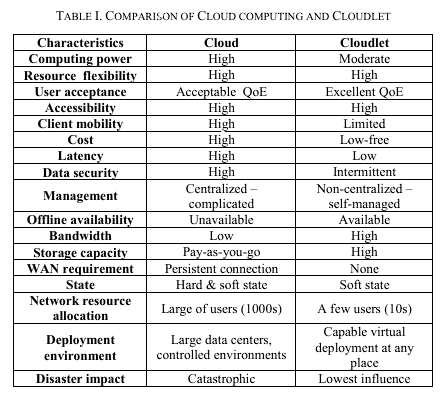 TABLE I. COMPARISON OF CLOUD COMPUTING AND CLOUDLET
Characteristics Cloud Cloudlet
Computing power High Moderate
Resource flexibility High High
User acceptance Acceptable QoE Excellent QoE
Accessibility High High
Client mobility High Limited
Cost High Low-free
Latency High Low
Data security High Intermittent
Management Centralized – complicated Non-centralized – self-managed
Offline availability Unavailable Available
Bandwidth Low High
Storage capacity Pay-as-you-go High
WAN requirement Persistent connection None
State Hard & soft state Soft state
Network resource allocation Large of users (1000s) A few users (10s)
Deployment environment Large data centers, controlled environments Capable virtual deployment at any place
Disaster impact Catastrophic Lowest influence